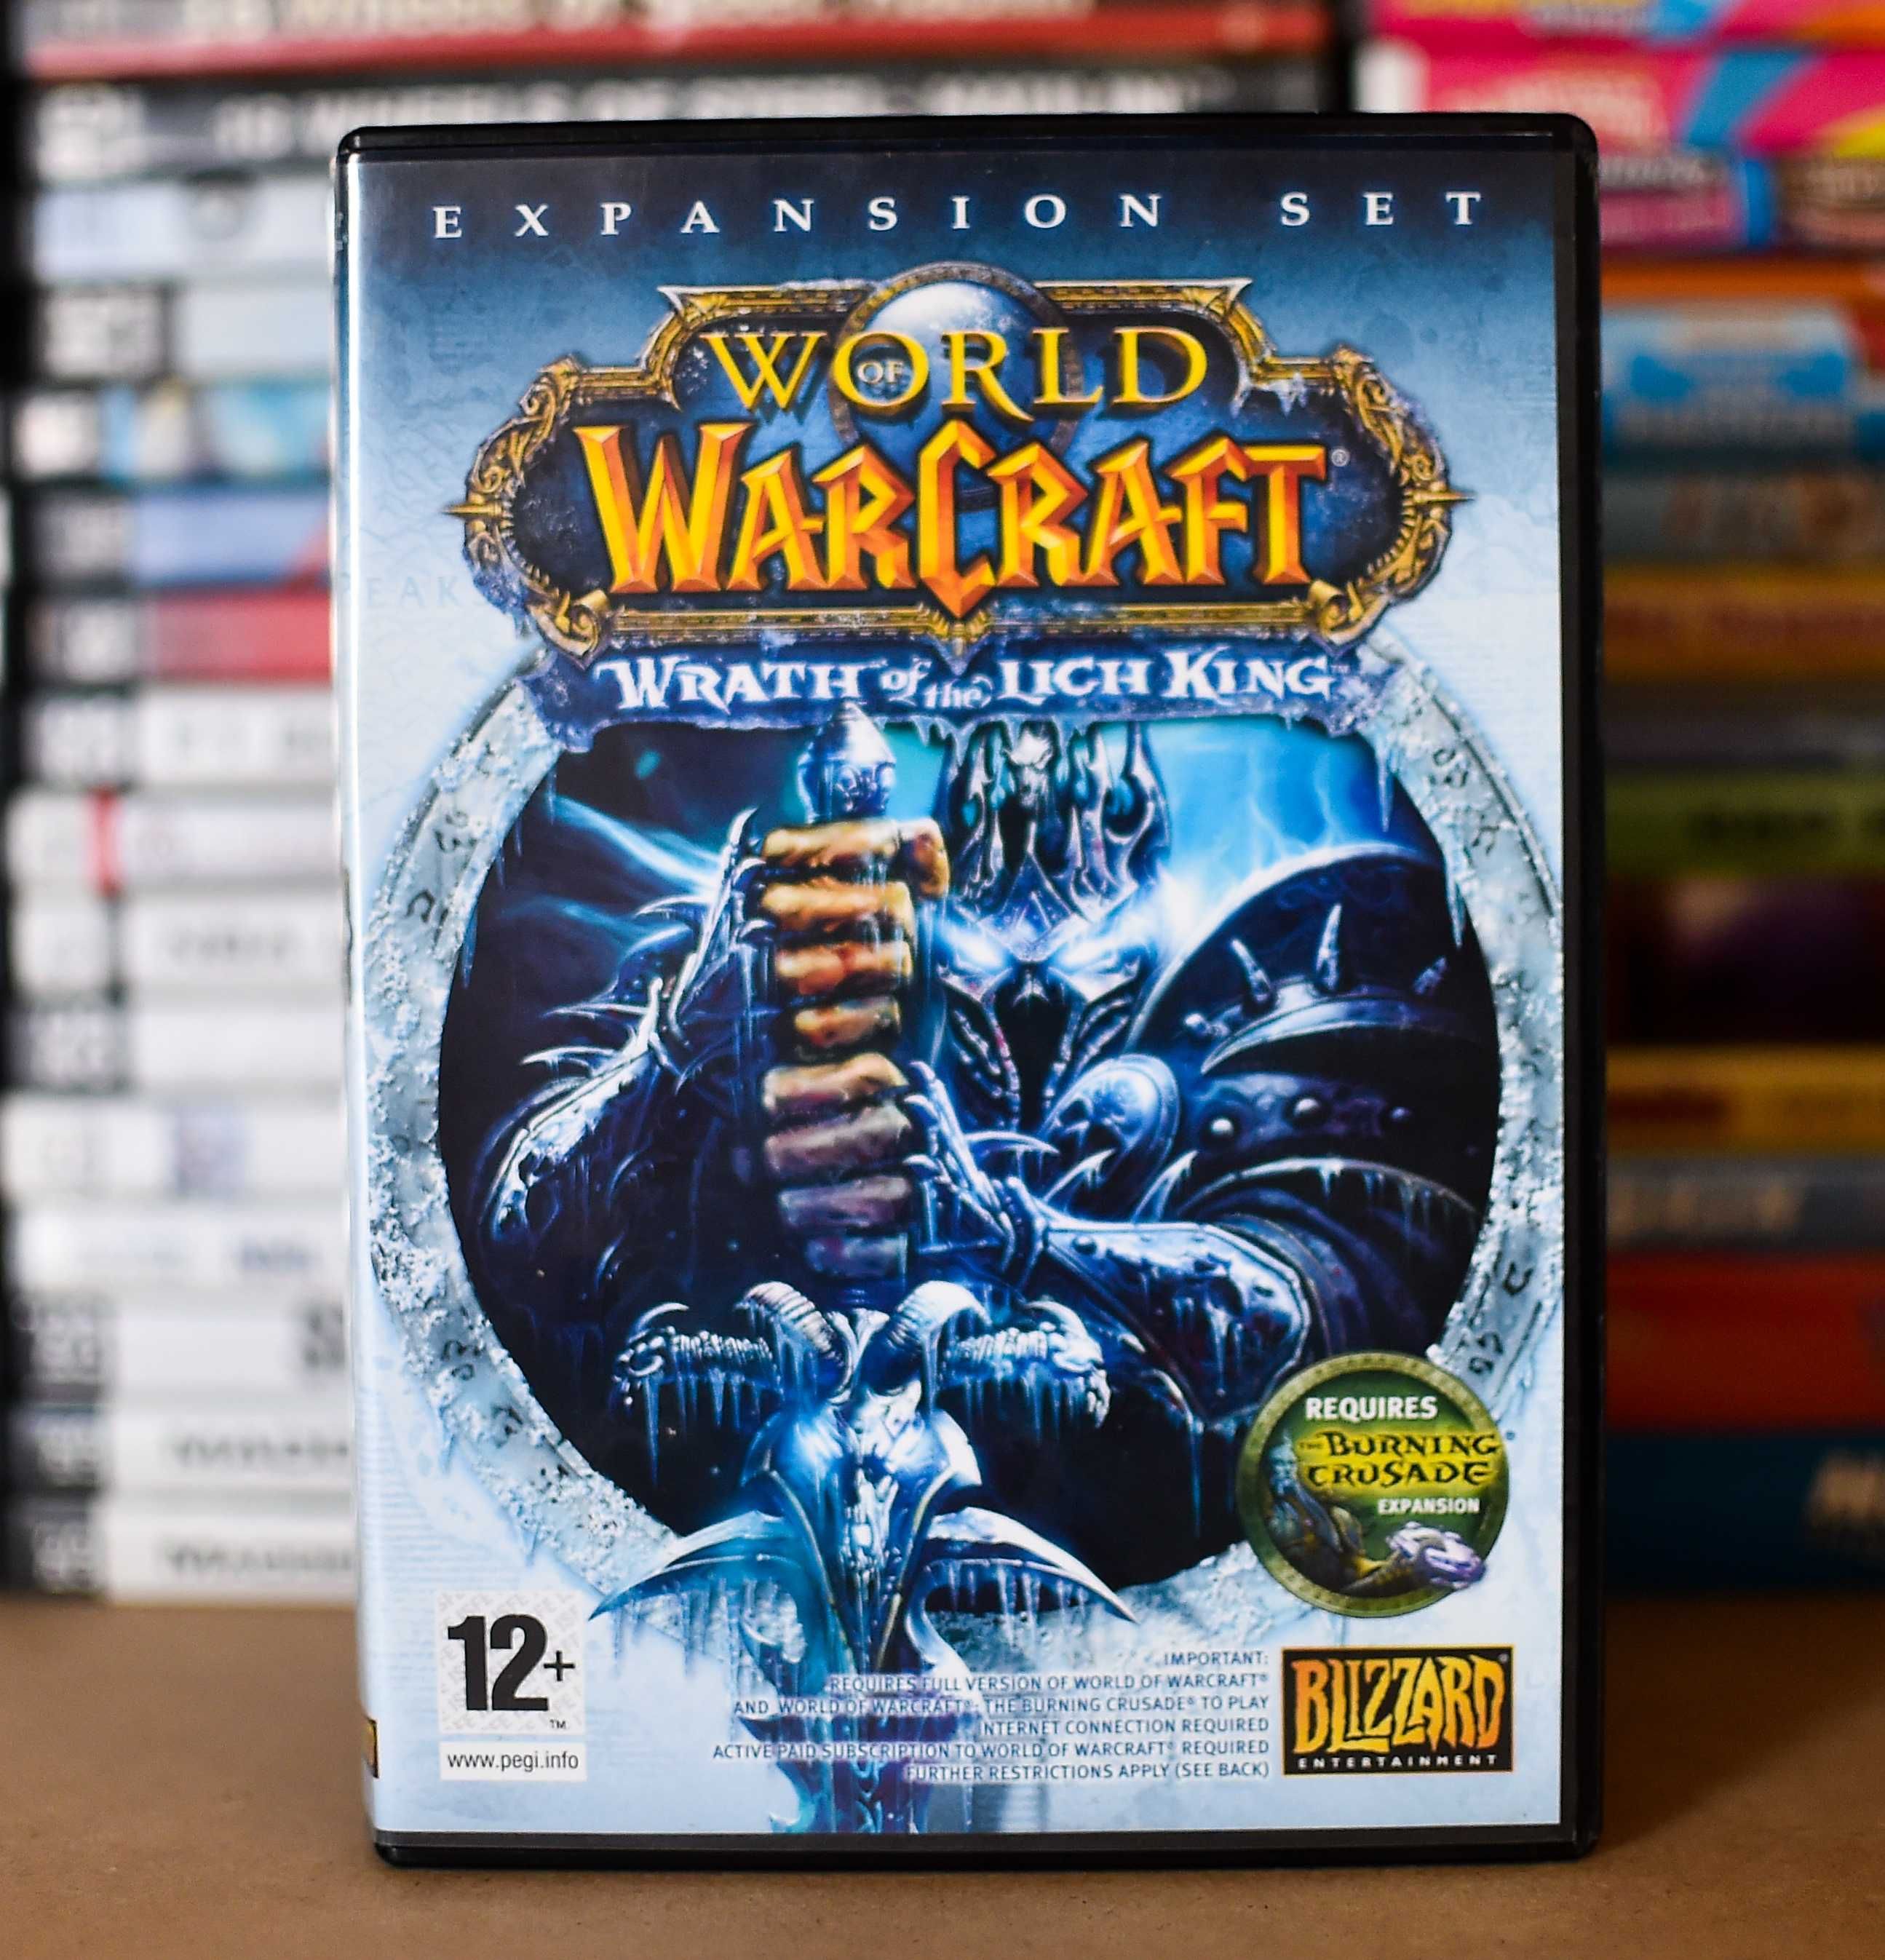 EXPANSION SET
WORLD
OF
WARCRAFT®
WRATH of the LICH KING™
REQUIRES
THE BURNING®
CRUSADE
EXPANSION
12+
™
www.pegi.info
IMPORTANT:
REQUIRES FULL VERSION OF WORLD OF WARCRAFT®
AND WORLD OF WARCRAFT®: THE BURNING CRUSADE® TO PLAY
INTERNET CONNECTION REQUIRED
ACTIVE PAID SUBSCRIPTION TO WORLD OF WARCRAFT® REQUIRED
FURTHER RESTRICTIONS APPLY (SEE BACK)
BLIZZARD®
ENTERTAINMENT